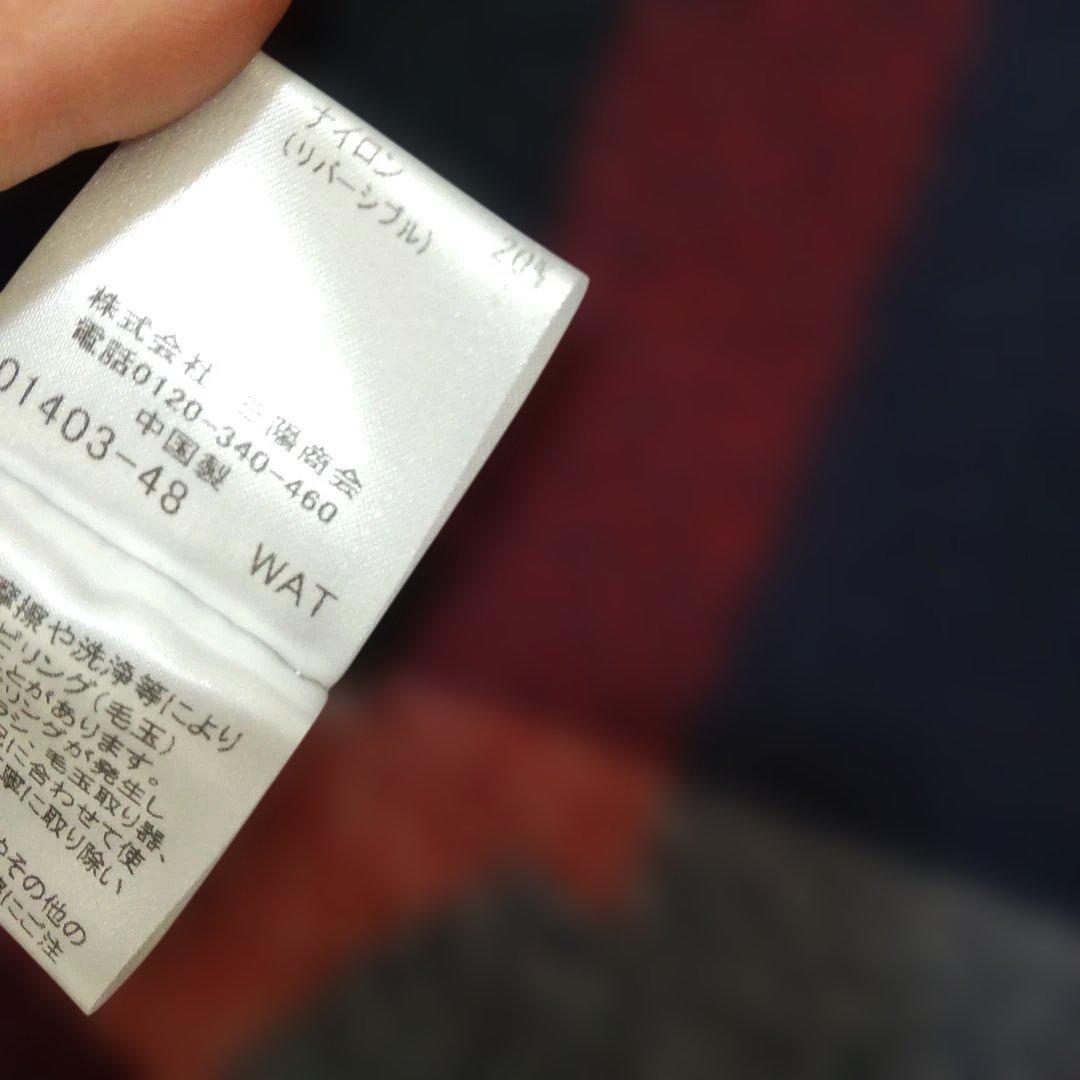 ナイロン 20%
(リバーシブル)
株式会社 三陽商会
電話0120-340-460
中国製
01403-48 WAT
摩擦や洗浄等により
ピリング(毛玉)
とがあります。
リングが発生し
に、毛玉取り器、
に合わせて使
寧に取り除い
やその他の
にご注